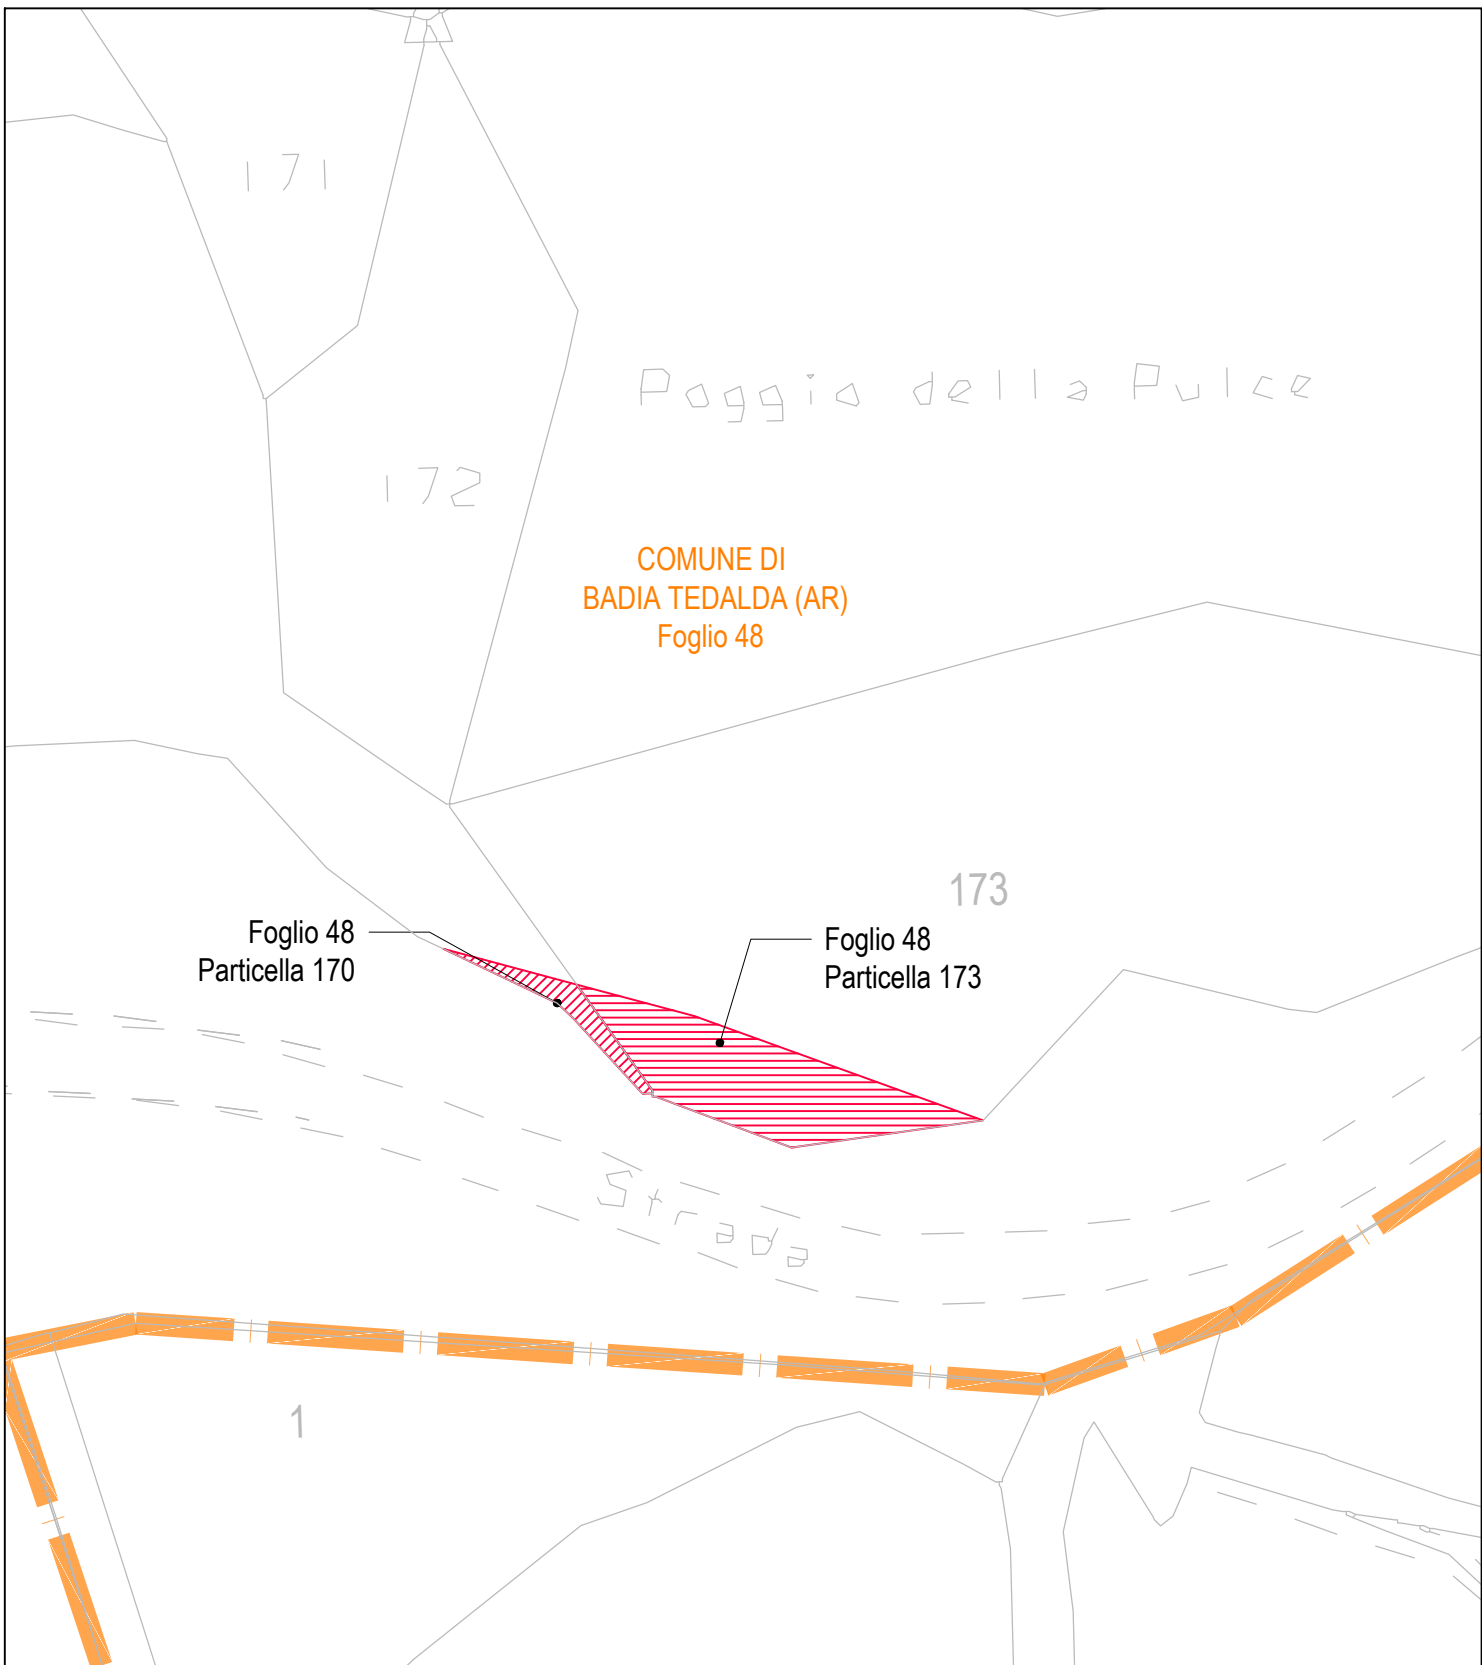 171
Poggio della Pulce
172
COMUNE DI
BADIA TEDALDA (AR)
Foglio 48
173
Foglio 48
Particella 170
Foglio 48
Particella 173
Strada
1